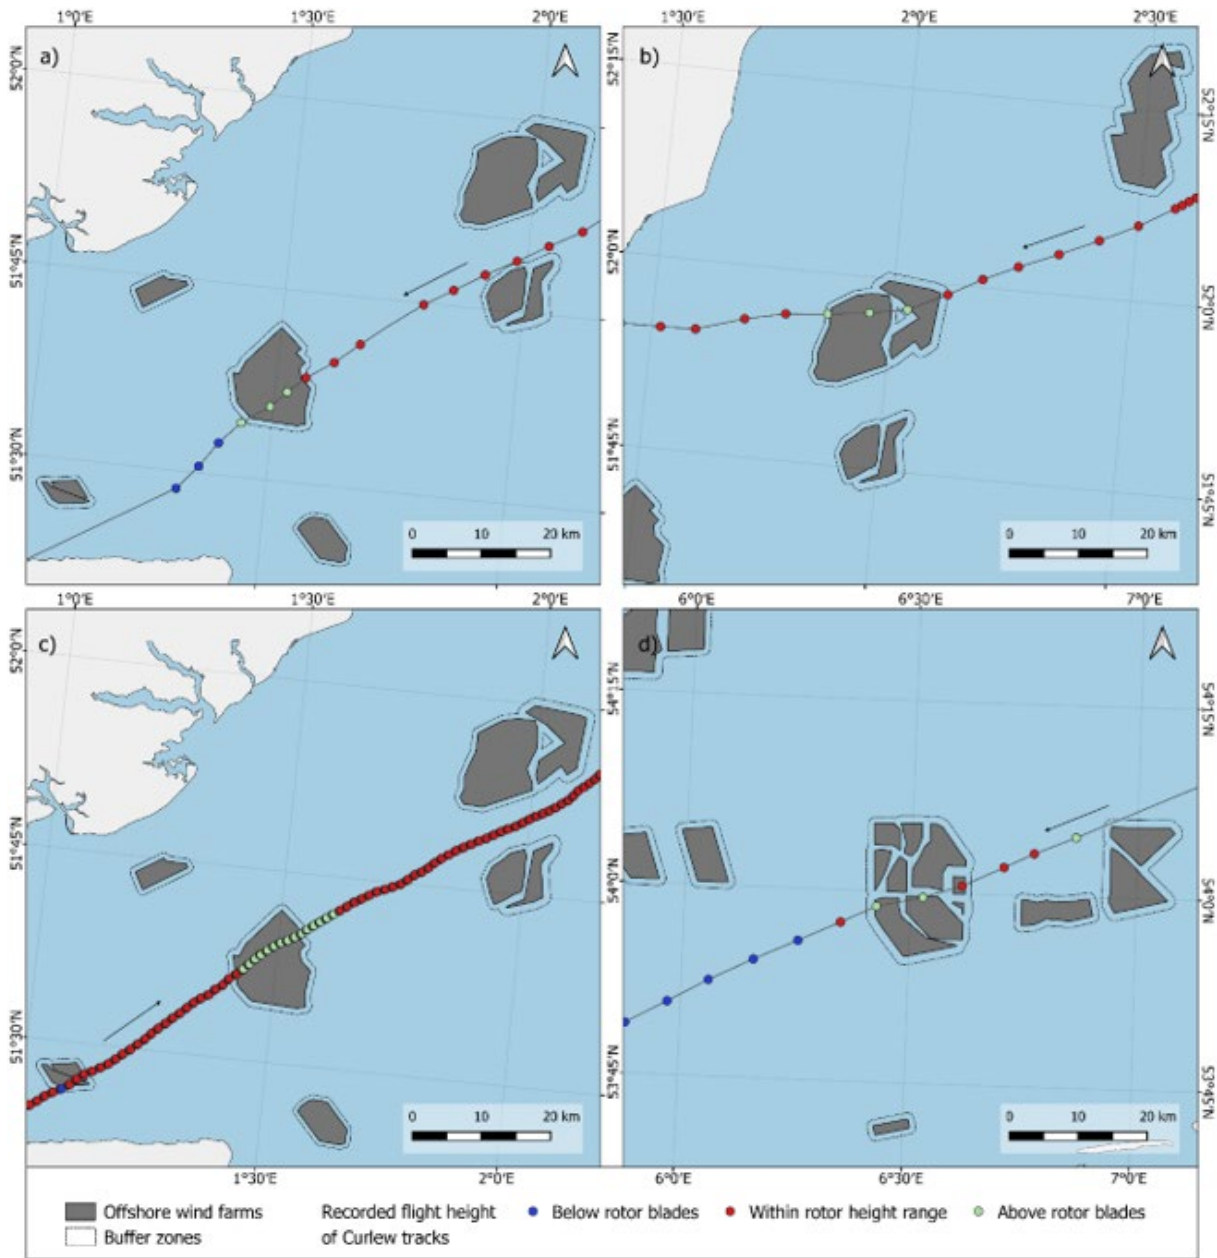 1°0'E 1°30'E 2°0'E 1°30'E 2°0'E 2°30'E
a) b)
52°0'N 52°15'N 52°15'N
51°45'N 52°0'N 52°0'N
51°30'N 51°45'N 51°45'N
0 10 20 km 0 10 20 km
1°0'E 1°30'E 2°0'E 6°0'E 6°30'E 7°0'E
c) d)
52°0'N 54°15'N 54°15'N
51°45'N 54°0'N 54°0'N
51°30'N 53°45'N 53°45'N
0 10 20 km 0 10 20 km
1°30'E 2°0'E 6°0'E 6°30'E 7°0'E
Offshore wind farms Recorded flight height Below rotor blades Within rotor height range Above rotor blades
Buffer zones of Curlew tracks